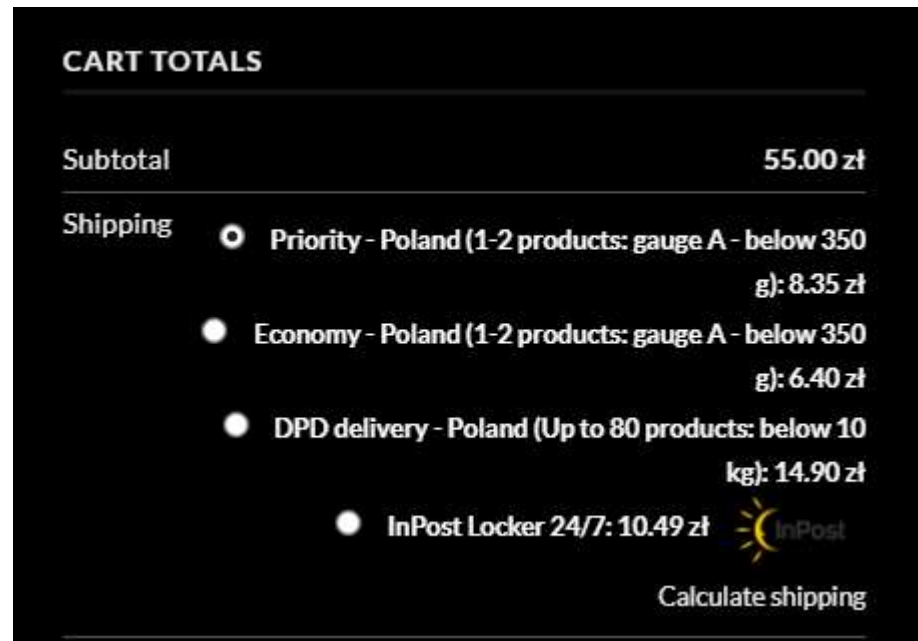 CART TOTALS
Subtotal 55.00 zł
Shipping Priority - Poland (1-2 products: gauge A - below 350
g): 8.35 zł
Economy - Poland (1-2 products: gauge A - below 350
g): 6.40 zł
DPD delivery - Poland (Up to 80 products: below 10
kg): 14.90 zł
InPost Locker 24/7: 10.49 zł InPost
Calculate shipping